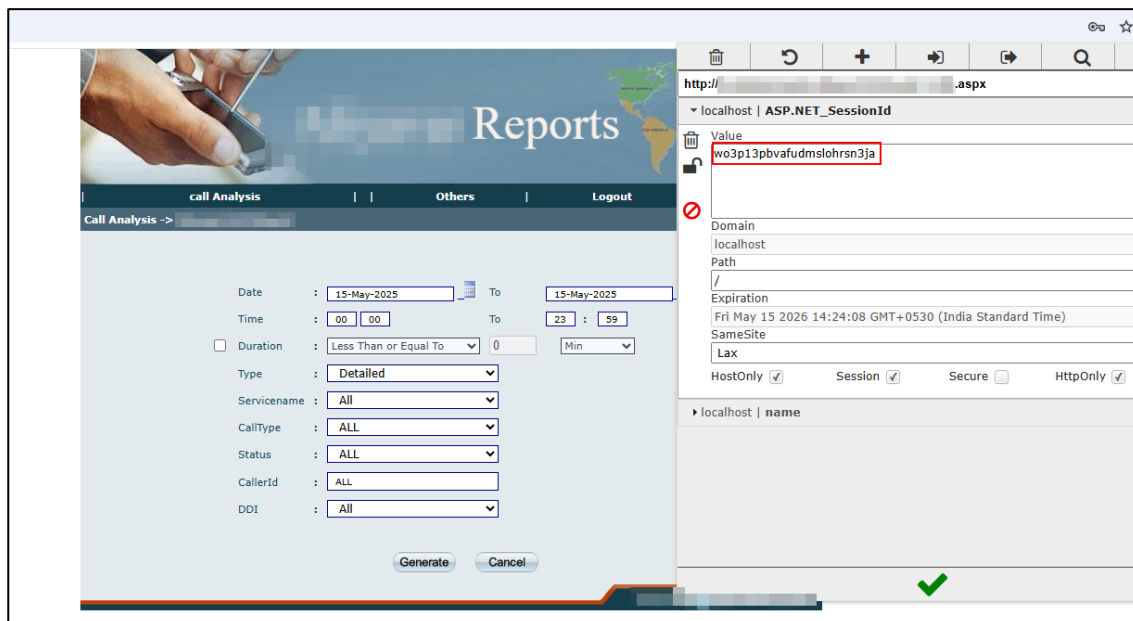 Reports
call Analysis | | Others | Logout
Call Analysis ->
Date : 15-May-2025 To 15-May-2025
Time : 00 00 To 23 : 59
Duration : Less Than or Equal To 0 Min
Type : Detailed
Servicename : All
CallType : ALL
Status : ALL
CallerId : ALL
DDI : All
Generate Cancel
http:// .aspx
localhost | ASP.NET_SessionId
Value
wo3p13pbvafudmslohrsn3ja
Domain
localhost
Path
/
Expiration
Fri May 15 2026 14:24:08 GMT+0530 (India Standard Time)
SameSite
Lax
HostOnly Session Secure HttpOnly
localhost | name